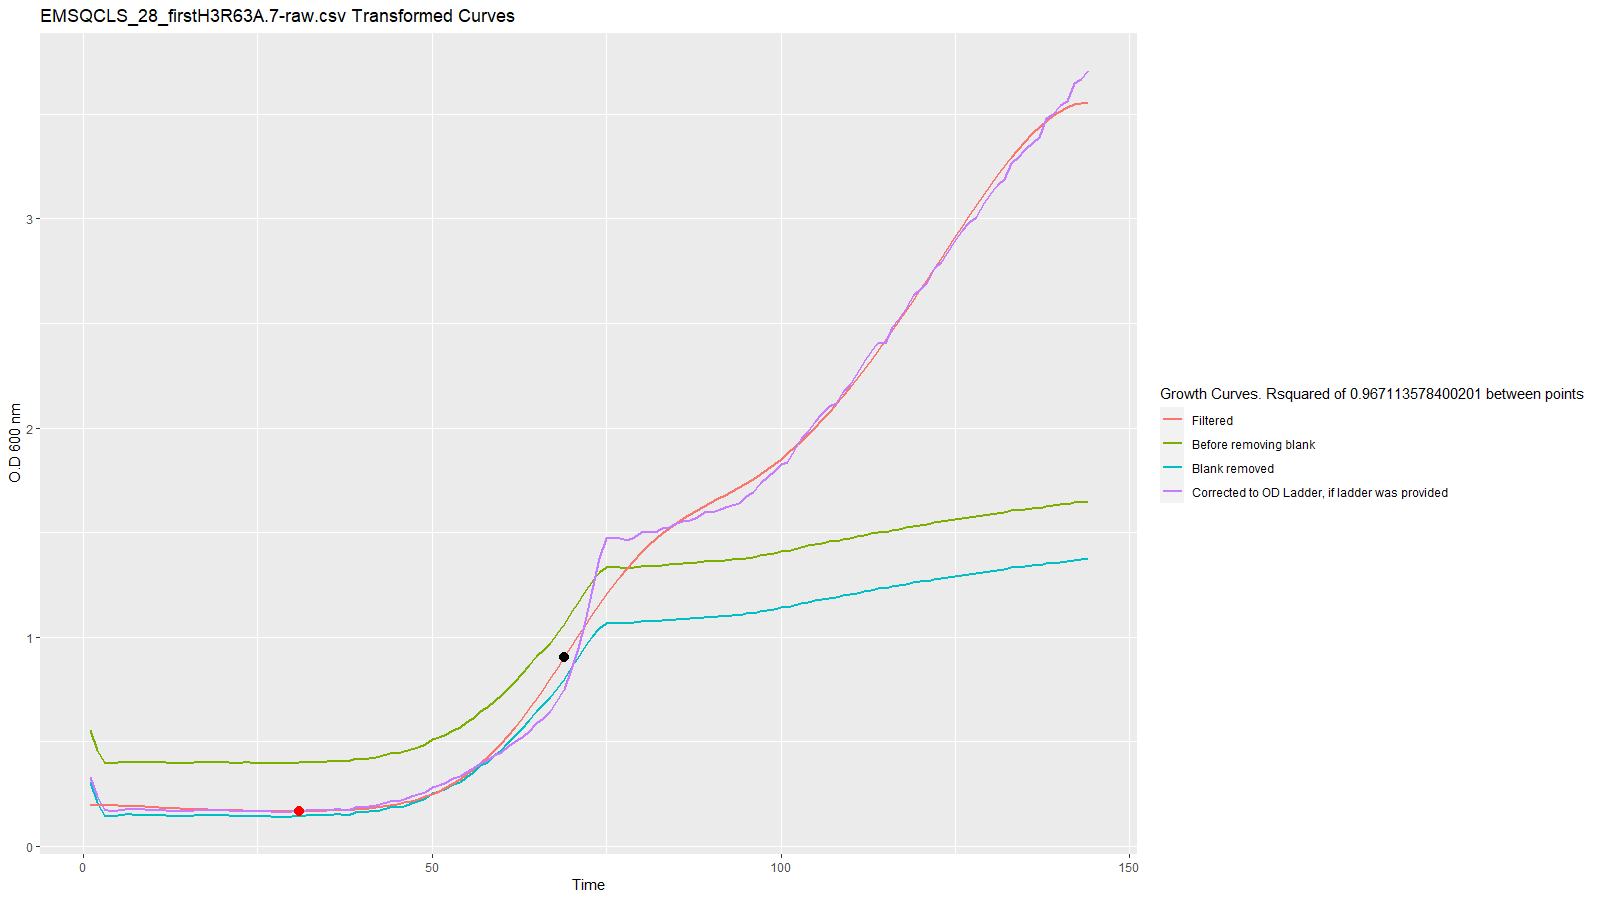 EMSQCLS_28_firstH3R63A.7-raw.csv Transformed Curves
O.D 600 nm
3
2
1
0
0
50
100
150
Time
Growth Curves. Rsquared of 0.967113578400201 between points
Filtered
Before removing blank
Blank removed
Corrected to OD Ladder, if ladder was provided